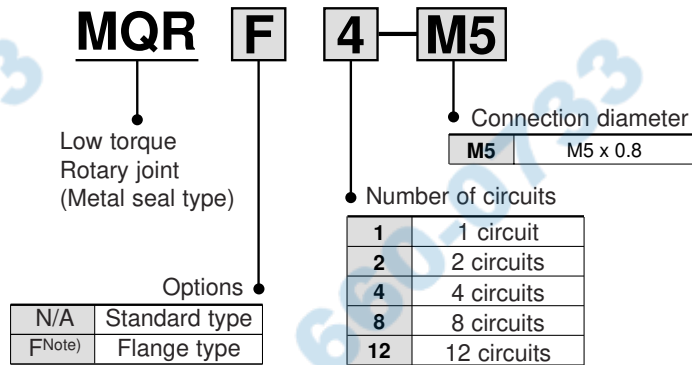 MQR F 4 — M5
Low torque
Rotary joint
(Metal seal type)
Connection diameter
M5 M5 x 0.8
Number of circuits
1 1 circuit
2 2 circuits
4 4 circuits
8 8 circuits
12 12 circuits
Options
N/A Standard type
FNote) Flange type
660-0783